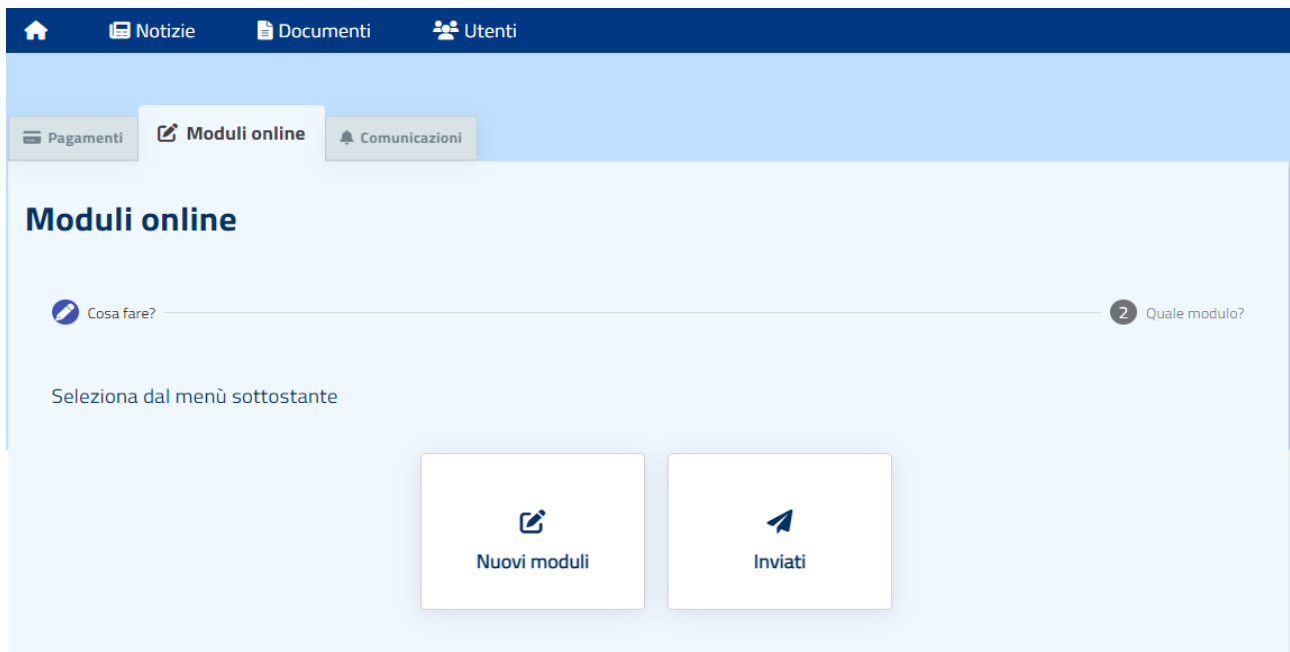 Notizie Documenti Utenti
Pagamenti Moduli online Comunicazioni
Moduli online
Cosa fare? 2 Quale modulo?
Seleziona dal menù sottostante
Nuovi moduli Inviati